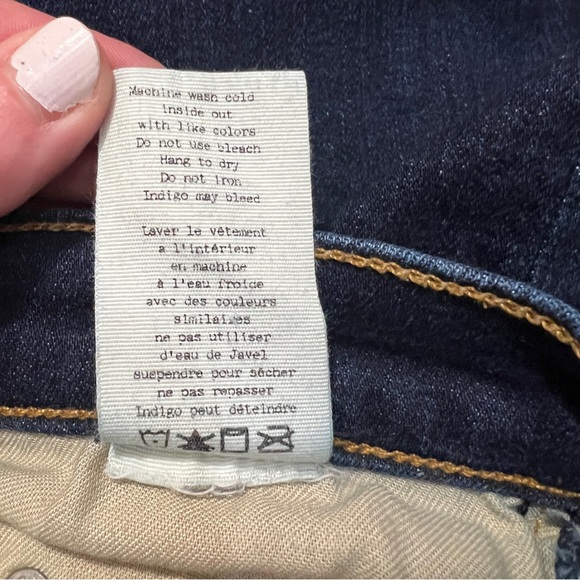 Machine wash cold
inside out
with like colors
Do not use bleach
Hang to dry
Do not iron
Indigo may bleed
Laver le vêtement
a l'intérieur
en machine
à l'eau froide
avec des couleurs
similaires
ne pas utiliser
d'eau de Javel
suependre pour sècher
ne pas repasser
Indigo peut déteindre